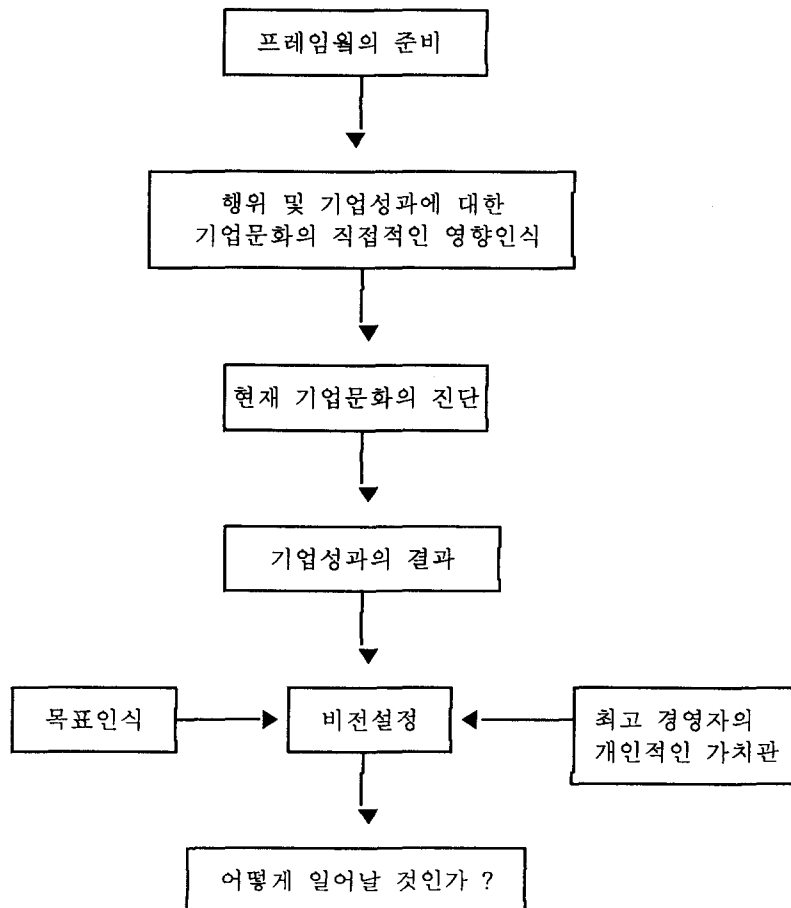 프레임웤의 준비
행위 및 기업성과에 대한
기업문화의 직접적인 영향인식
현재 기업문화의 진단
기업성과의 결과
목표인식
비전설정
최고 경영자의
개인적인 가치관
어떻게 일어날 것인가 ?